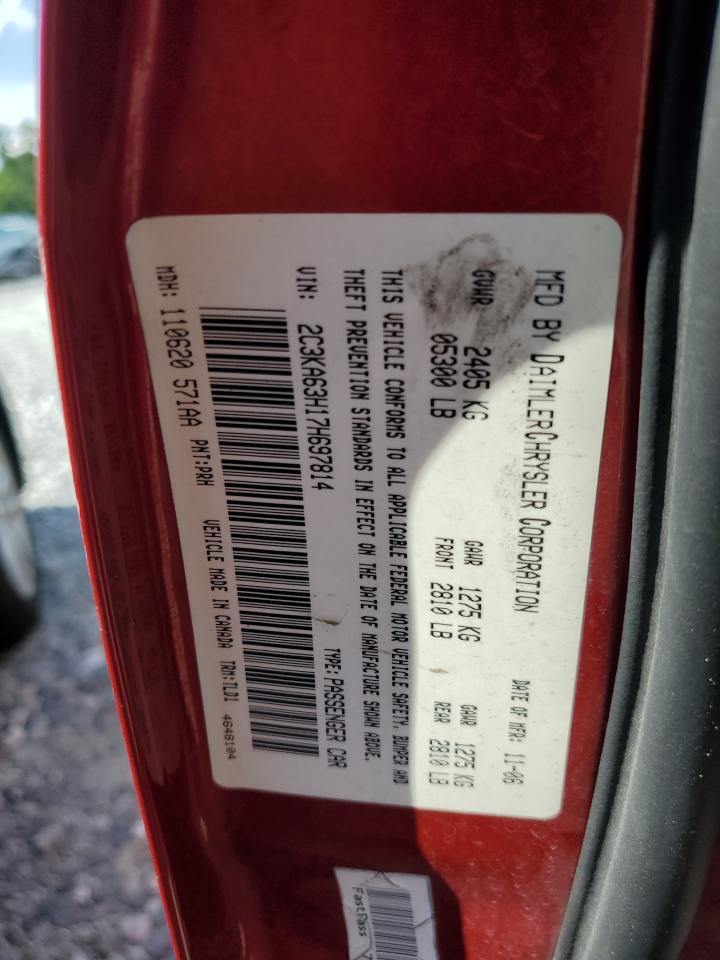 MFD BY DAIMLERCHRYSLER CORPORATION
DATE OF MFR: 11-06
GVWR 2405 KG
05300 LB
GAWR 1275 KG
FRONT 2810 LB
GAWR 1275 KG
REAR 2810 LB
THIS VEHICLE CONFORMS TO ALL APPLICABLE FEDERAL MOTOR VEHICLE SAFETY, BUMPER AND
THEFT PREVENTION STANDARDS IN EFFECT ON THE DATE OF MANUFACTURE SHOWN ABOVE.
VIN: 2C3KA63H17H697814
TYPE: PASSENGER CAR
MDH: 110620 571AA
PNT:PRH
VEHICLE MADE IN CANADA
TRM:TLD1
4648104
FastPass